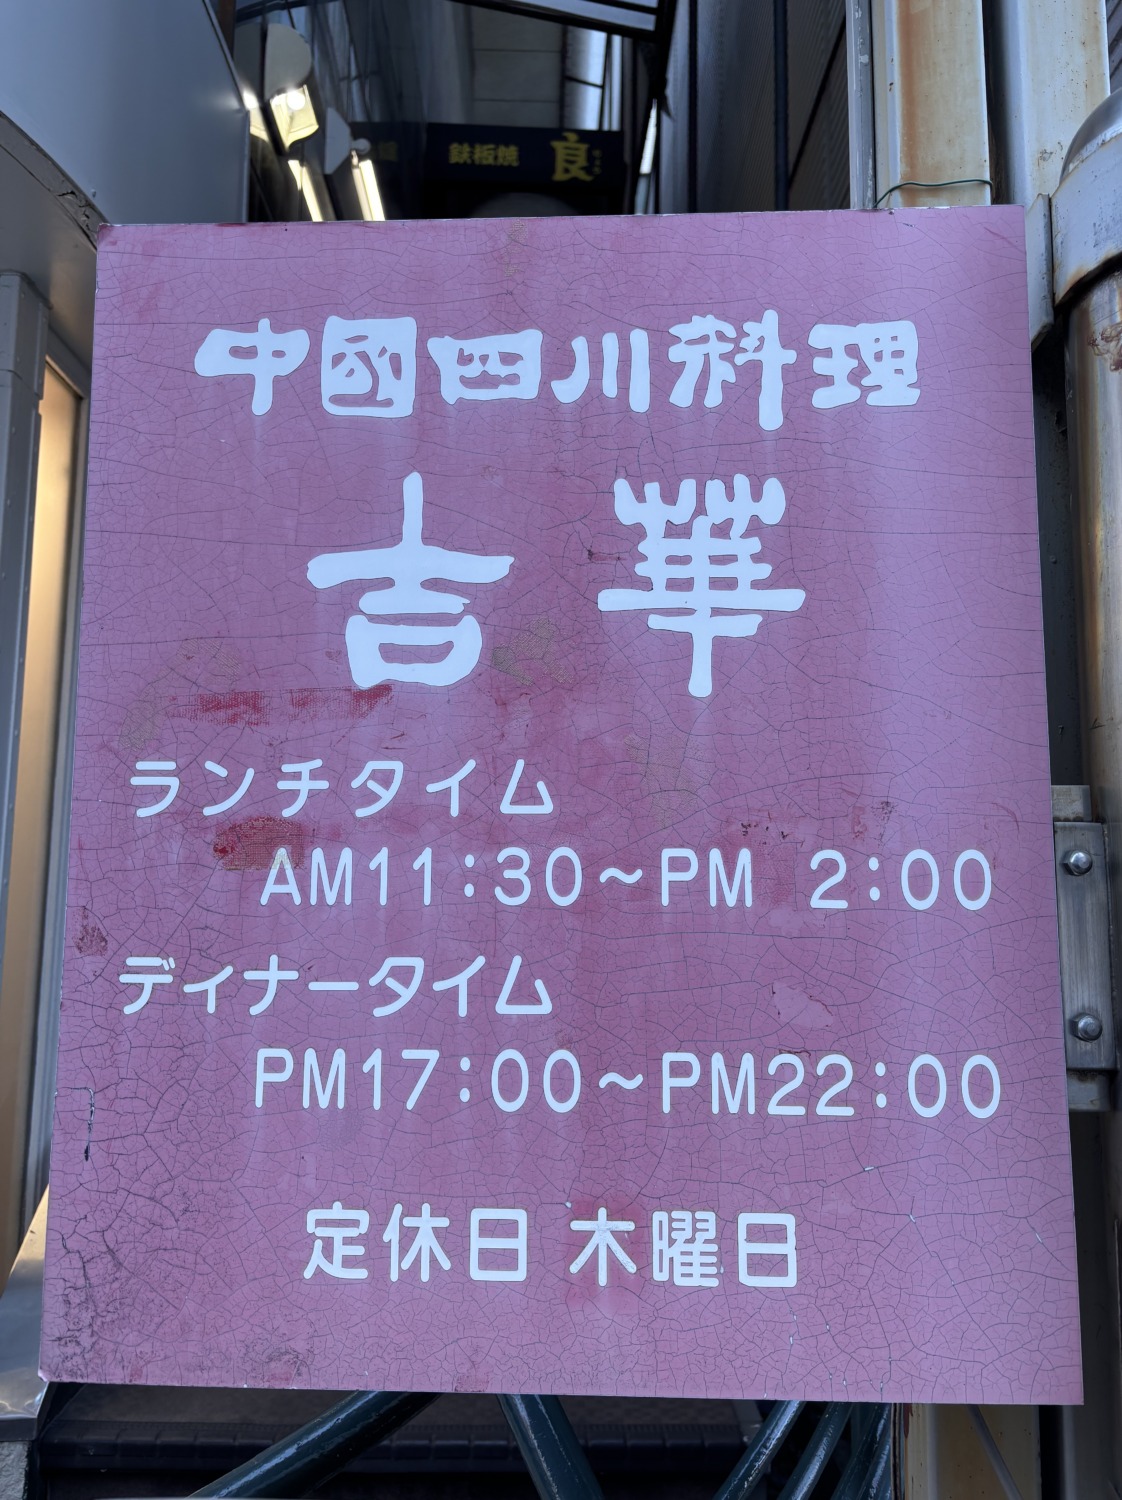 鉄板焼 良
中國四川料理
吉華
ランチタイム
AM11:30～PM 2:00
ディナータイム
PM17:00～PM22:00
定休日 木曜日